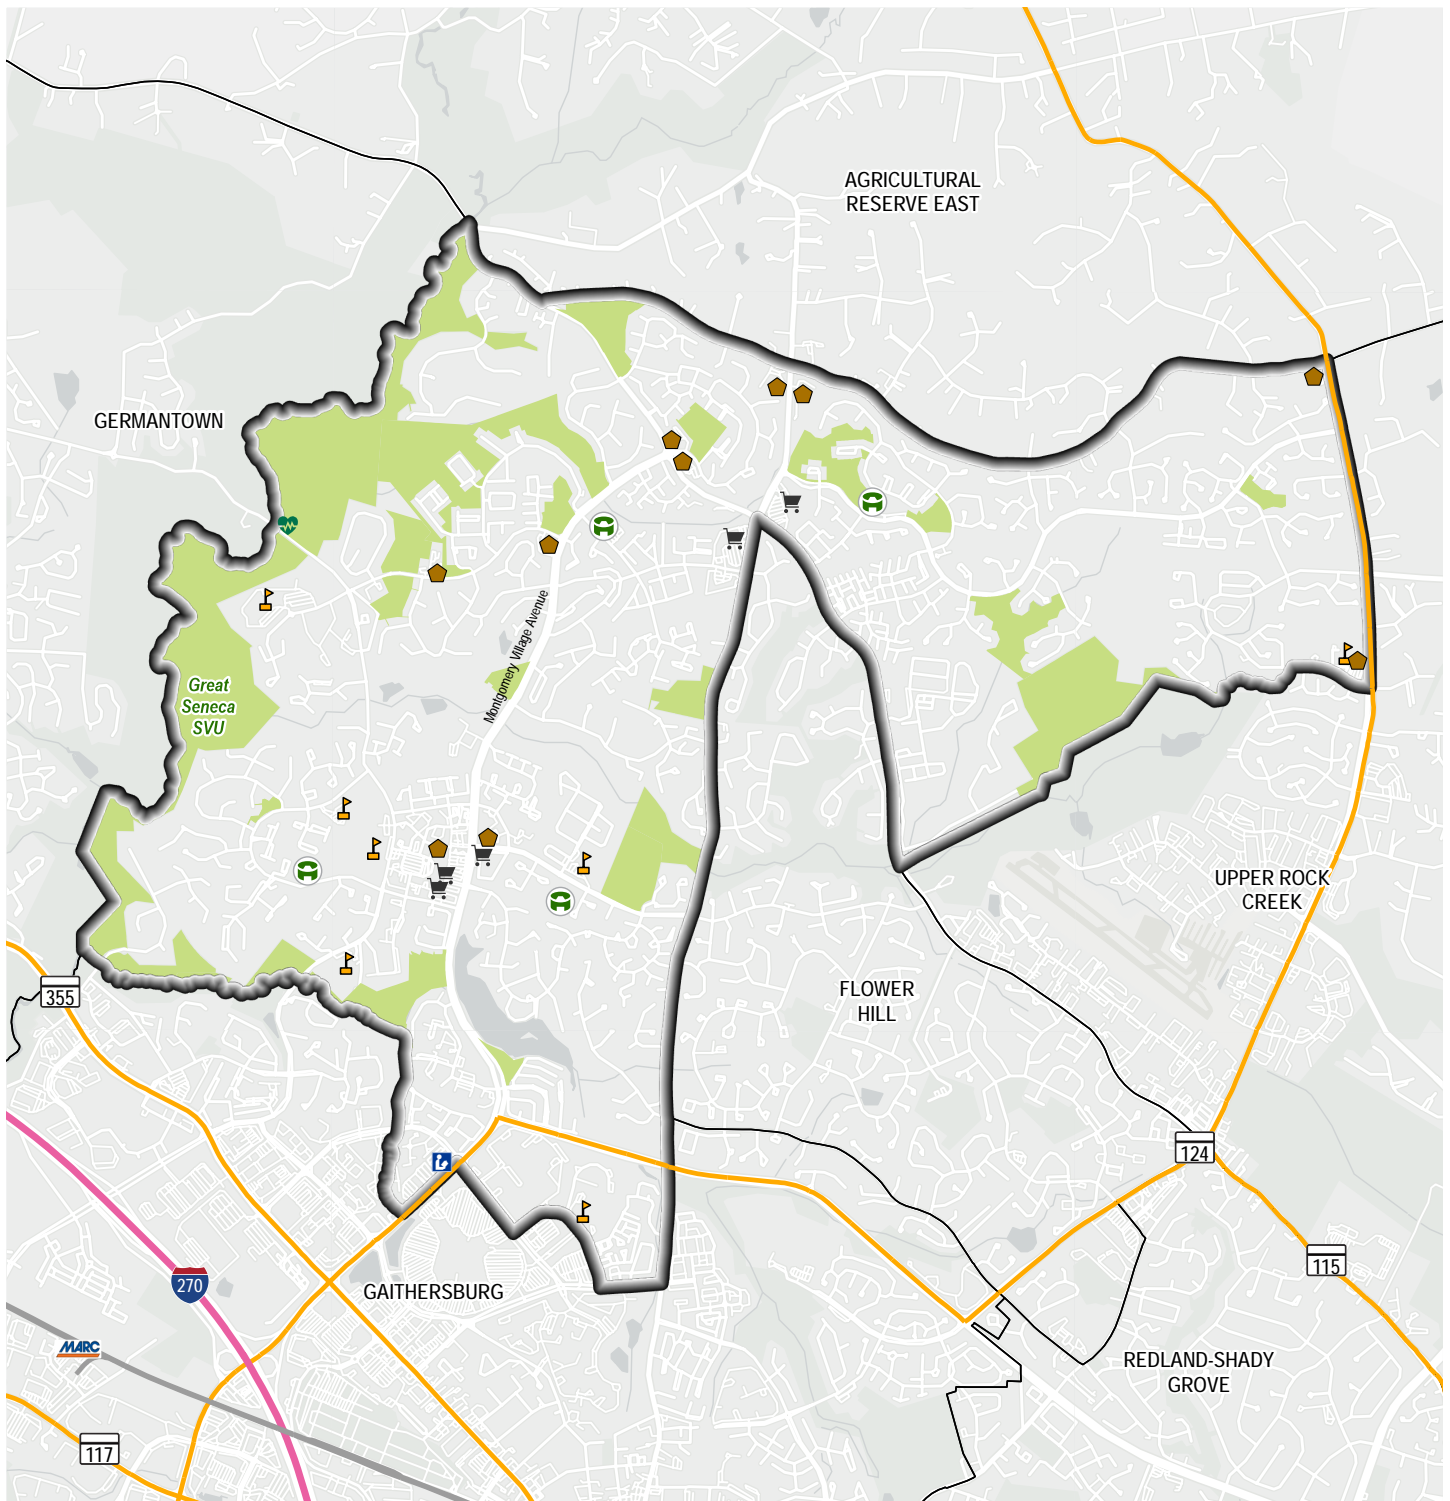 AGRICULTURAL
RESERVE EAST
GERMANTOWN
Montgomery Village Avenue
Great
Seneca
SVU
UPPER ROCK
CREEK
355
FLOWER
HILL
124
115
270
GAITHERSBURG
MARC
REDLAND-SHADY
GROVE
117